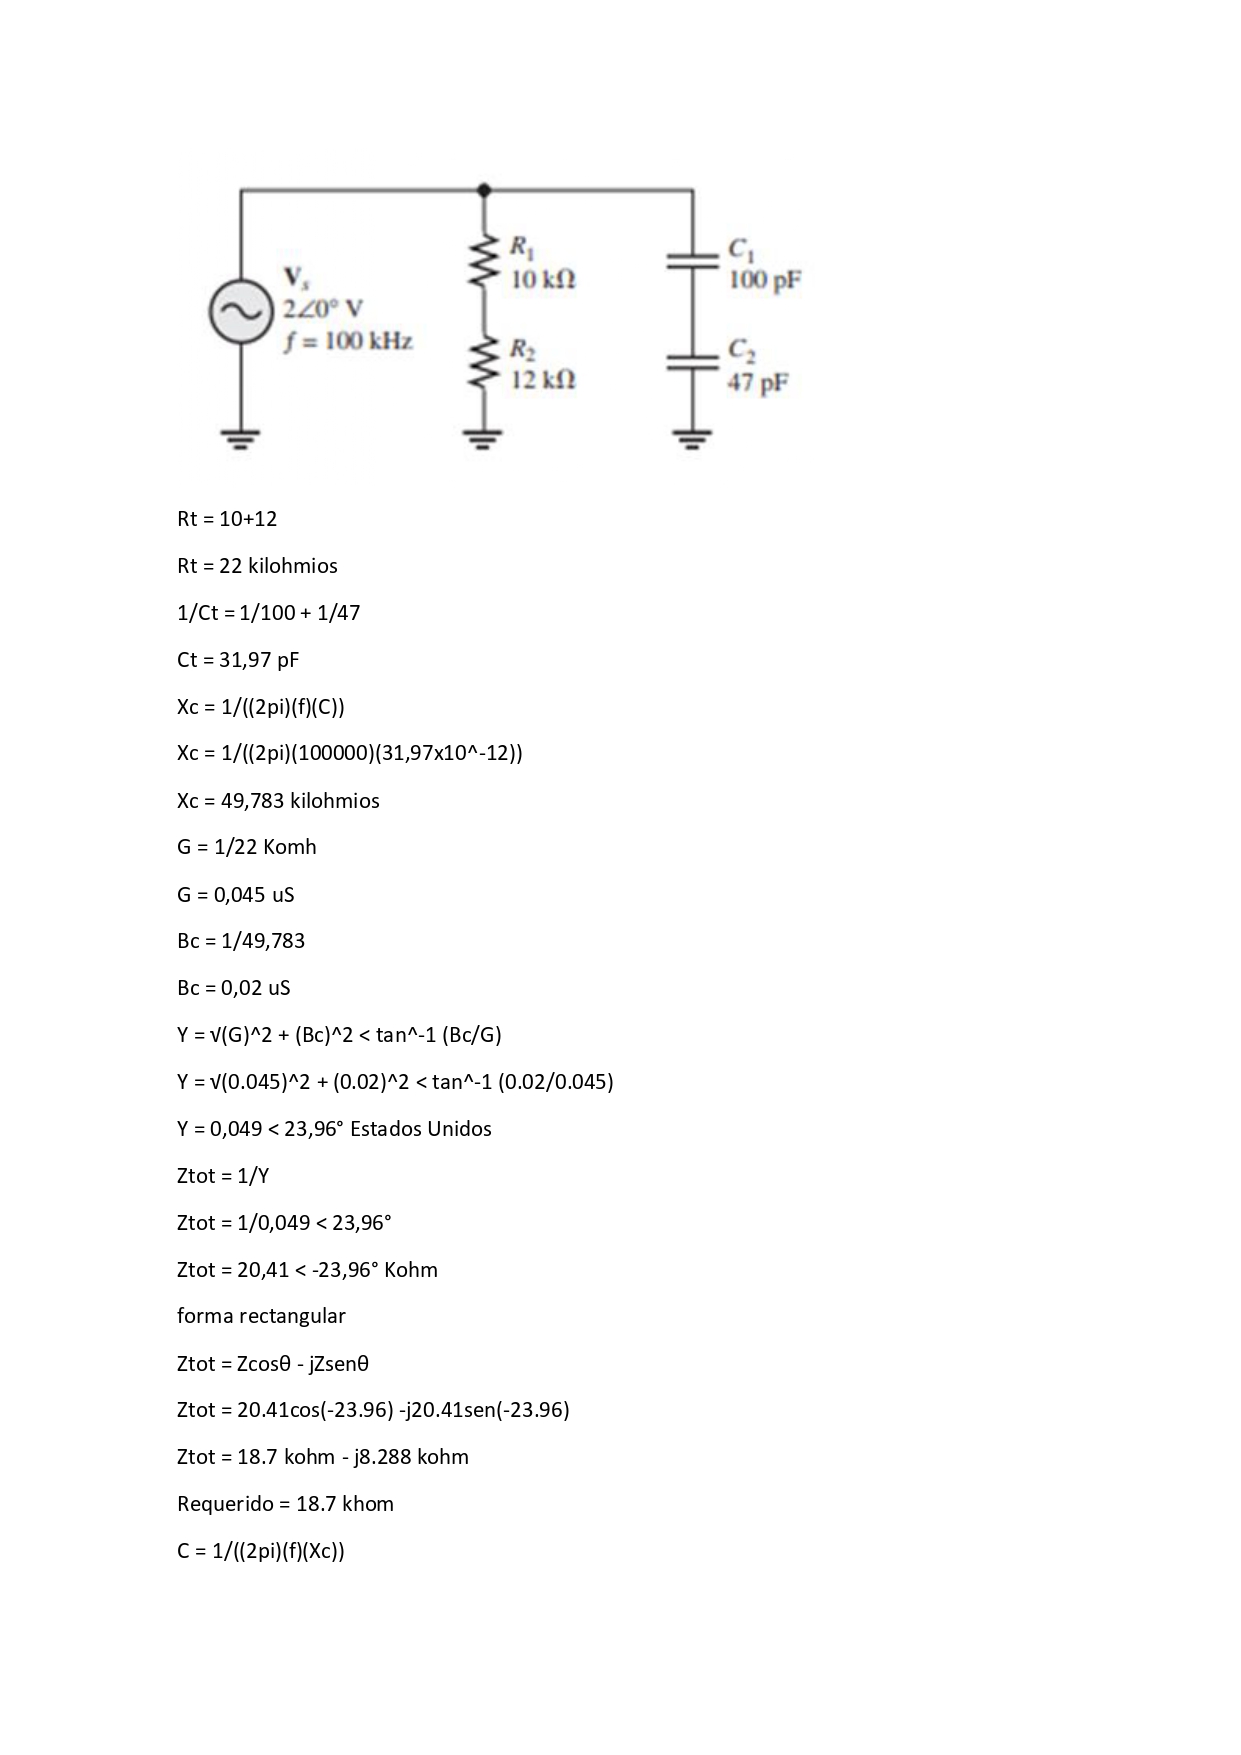 V_s
2∠0° V
f = 100 kHz
R1
10 kΩ
R2
12 kΩ
C1
100 pF
C2
47 pF
Rt = 10+12
Rt = 22 kilohmios
1/Ct = 1/100 + 1/47
Ct = 31,97 pF
Xc = 1/((2pi)(f)(C))
Xc = 1/((2pi)(100000)(31,97x10^-12))
Xc = 49,783 kilohmios
G = 1/22 Komh
G = 0,045 uS
Bc = 1/49,783
Bc = 0,02 uS
Y = √(G)^2 + (Bc)^2 < tan^-1 (Bc/G)
Y = √(0.045)^2 + (0.02)^2 < tan^-1 (0.02/0.045)
Y = 0,049 < 23,96° Estados Unidos
Ztot = 1/Y
Ztot = 1/0,049 < 23,96°
Ztot = 20,41 < -23,96° Kohm
forma rectangular
Ztot = Zcosθ - jZsenθ
Ztot = 20.41cos(-23.96) -j20.41sen(-23.96)
Ztot = 18.7 kohm - j8.288 kohm
Requerido = 18.7 khom
C = 1/((2pi)(f)(Xc))